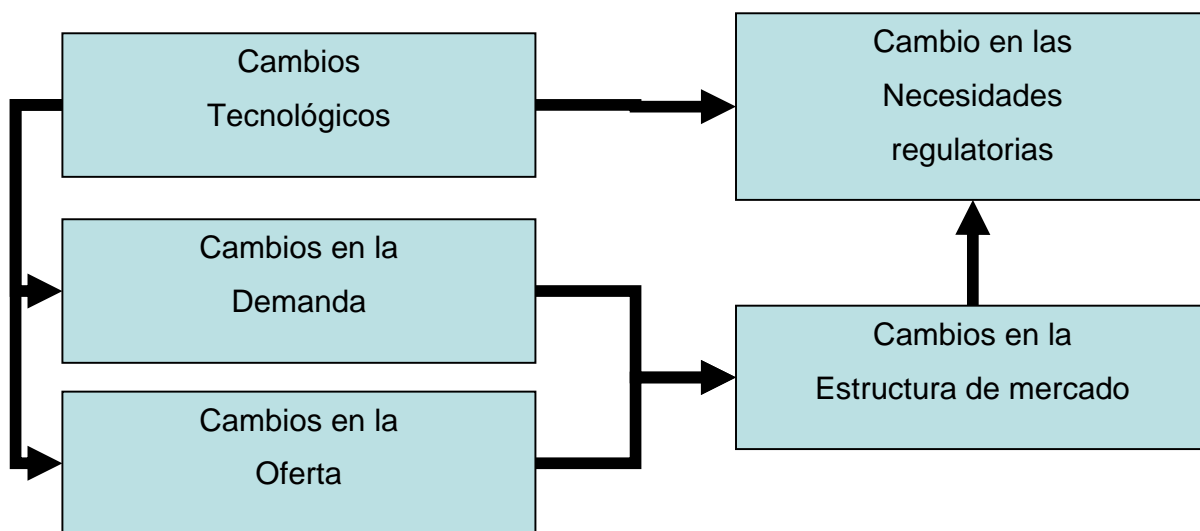 Cambios
Tecnológicos
Cambio en las
Necesidades
regulatorias
Cambios en la
Demanda
Cambios en la
Oferta
Cambios en la
Estructura de mercado